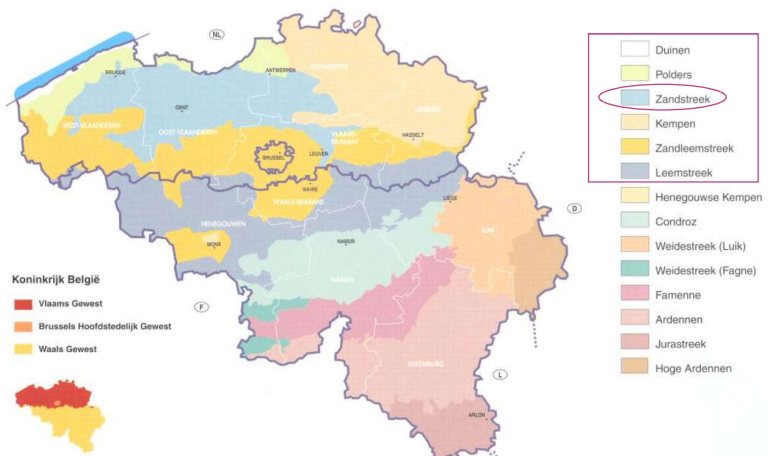 NL
BRUGGE
ANTWERPEN
ANTWERPEN
GENT
LIMBURG
WEST-VLAANDEREN
OOST-VLAANDEREN
VLAAMS-
BRABANT
HASSELT
BRUSSEL
LEUVEN
WAVRE
WAALS-BRABANT
LIEGE
HENEGOUWEN
D
LUIK
MONS
NAMUR
NAMEN
F
LUXEMBURG
L
ARLON
Duinen
Polders
Zandstreek
Kempen
Zandleemstreek
Leemstreek
Henegouwse Kempen
Condroz
Weidestreek (Luik)
Weidestreek (Fagne)
Famenne
Ardennen
Jurastreek
Hoge Ardennen
Koninkrijk België
Vlaams Gewest
Brussels Hoofdstedelijk Gewest
Waals Gewest